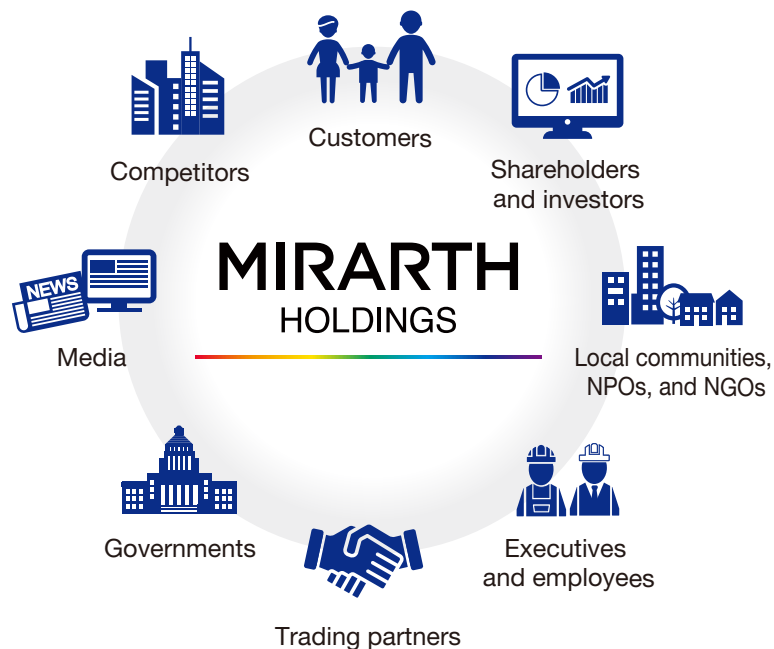 Customers
Competitors
Shareholders
and investors
MIRARTH
HOLDINGS
NEWS
Media
Local communities,
NPOs, and NGOs
Governments
Executives
and employees
Trading partners